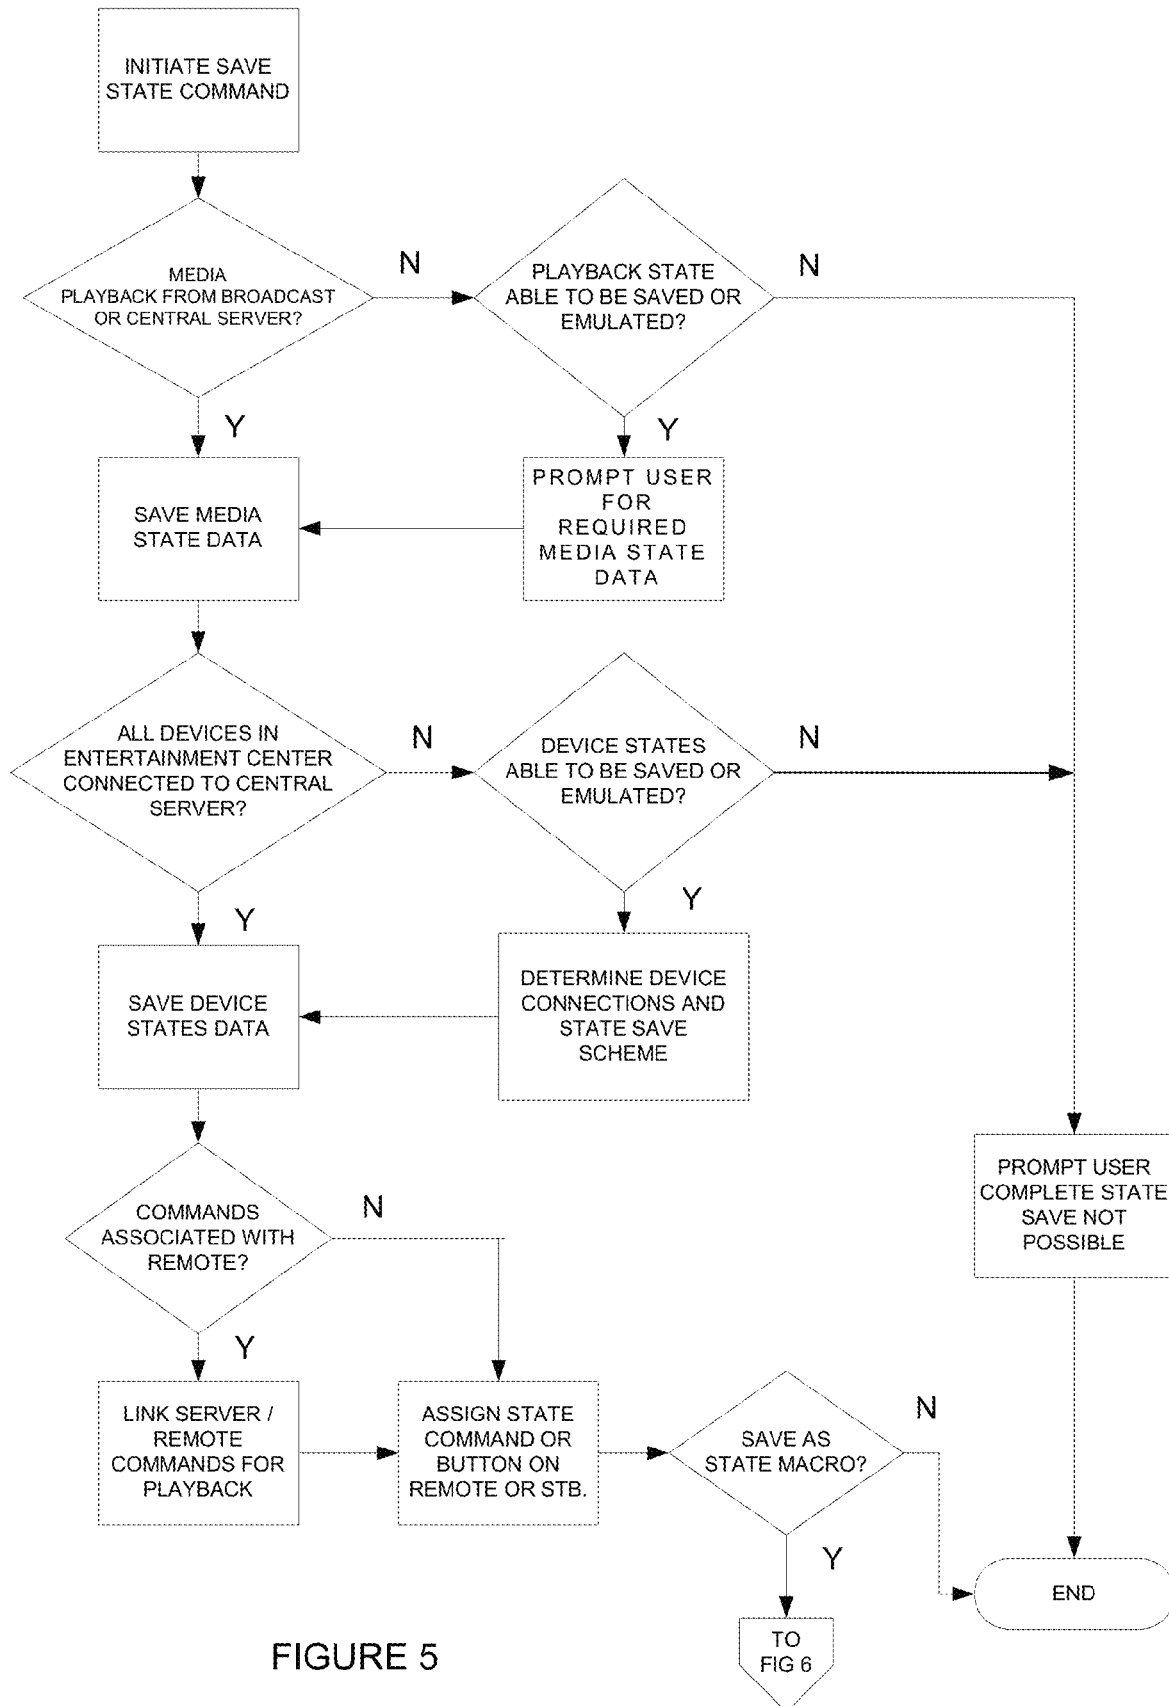 INITIATE SAVE
STATE COMMAND
MEDIA
PLAYBACK FROM BROADCAST
OR CENTRAL SERVER?
N
PLAYBACK STATE
ABLE TO BE SAVED OR
EMULATED?
N
Y
Y
SAVE MEDIA
STATE DATA
PROMPT USER
FOR
REQUIRED
MEDIA STATE
DATA
ALL DEVICES IN
ENTERTAINMENT CENTER
CONNECTED TO CENTRAL
SERVER?
N
DEVICE STATES
ABLE TO BE SAVED OR
EMULATED?
N
Y
Y
SAVE DEVICE
STATES DATA
DETERMINE DEVICE
CONNECTIONS AND
STATE SAVE
SCHEME
COMMANDS
ASSOCIATED WITH
REMOTE?
N
PROMPT USER
COMPLETE STATE
SAVE NOT
POSSIBLE
Y
LINK SERVER /
REMOTE
COMMANDS FOR
PLAYBACK
ASSIGN STATE
COMMAND OR
BUTTON ON
REMOTE OR STB.
SAVE AS
STATE MACRO?
N
Y
END
TO
FIG 6
FIGURE 5